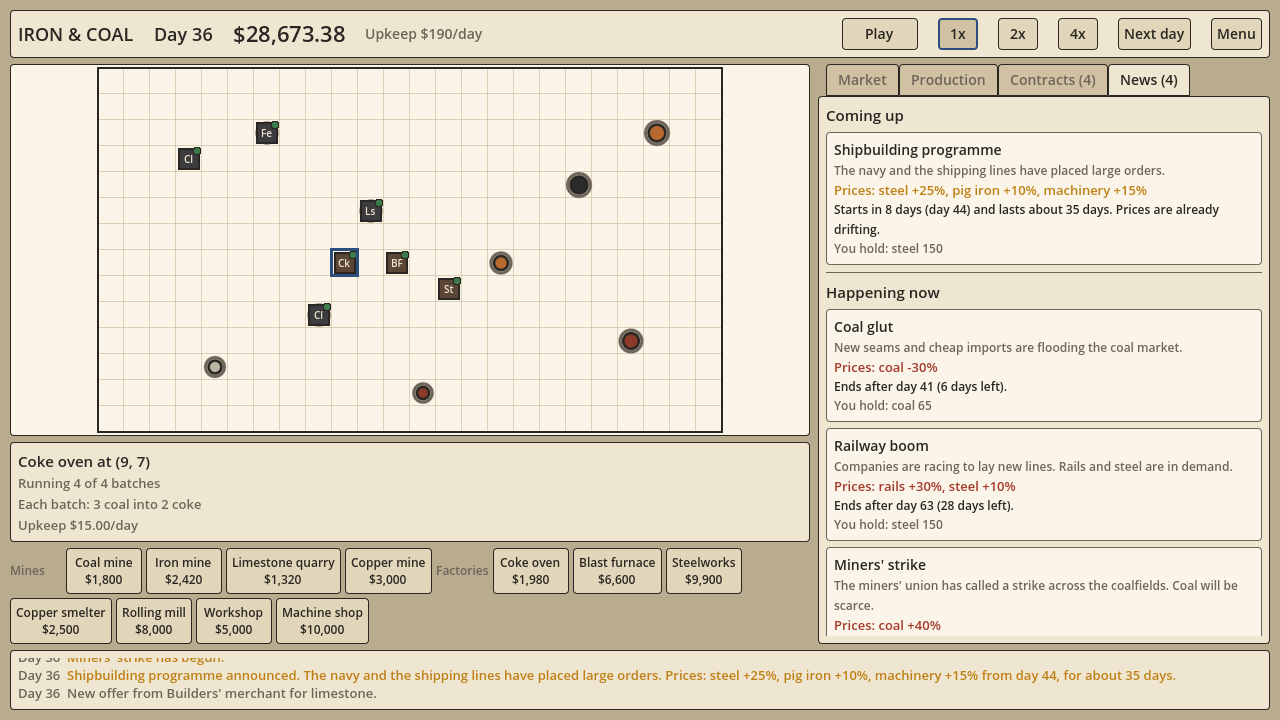 IRON & COAL Day 36 $28,673.38 Upkeep $190/day Play 1x 2x 4x Next day Menu
Market Production Contracts (4) News (4)
Fe
Cl
Ls
Ck
BF
St
Cl
Coming up
Shipbuilding programme
The navy and the shipping lines have placed large orders.
Prices: steel +25%, pig iron +10%, machinery +15%
Starts in 8 days (day 44) and lasts about 35 days. Prices are already
drifting.
You hold: steel 150
Happening now
Coal glut
New seams and cheap imports are flooding the coal market.
Prices: coal -30%
Ends after day 41 (6 days left).
You hold: coal 65
Railway boom
Companies are racing to lay new lines. Rails and steel are in demand.
Prices: rails +30%, steel +10%
Ends after day 63 (28 days left).
You hold: steel 150
Miners' strike
The miners' union has called a strike across the coalfields. Coal will be
scarce.
Prices: coal +40%
Coke oven at (9, 7)
Running 4 of 4 batches
Each batch: 3 coal into 2 coke
Upkeep $15.00/day
Mines
Coal mine
$1,800
Iron mine
$2,420
Limestone quarry
$1,320
Copper mine
$3,000
Factories
Coke oven
$1,980
Blast furnace
$6,600
Steelworks
$9,900
Copper smelter
$2,500
Rolling mill
$8,000
Workshop
$5,000
Machine shop
$10,000
Day 36 Miners' strike has begun.
Day 36 Shipbuilding programme announced. The navy and the shipping lines have placed large orders. Prices: steel +25%, pig iron +10%, machinery +15% from day 44, for about 35 days.
Day 36 New offer from Builders' merchant for limestone.